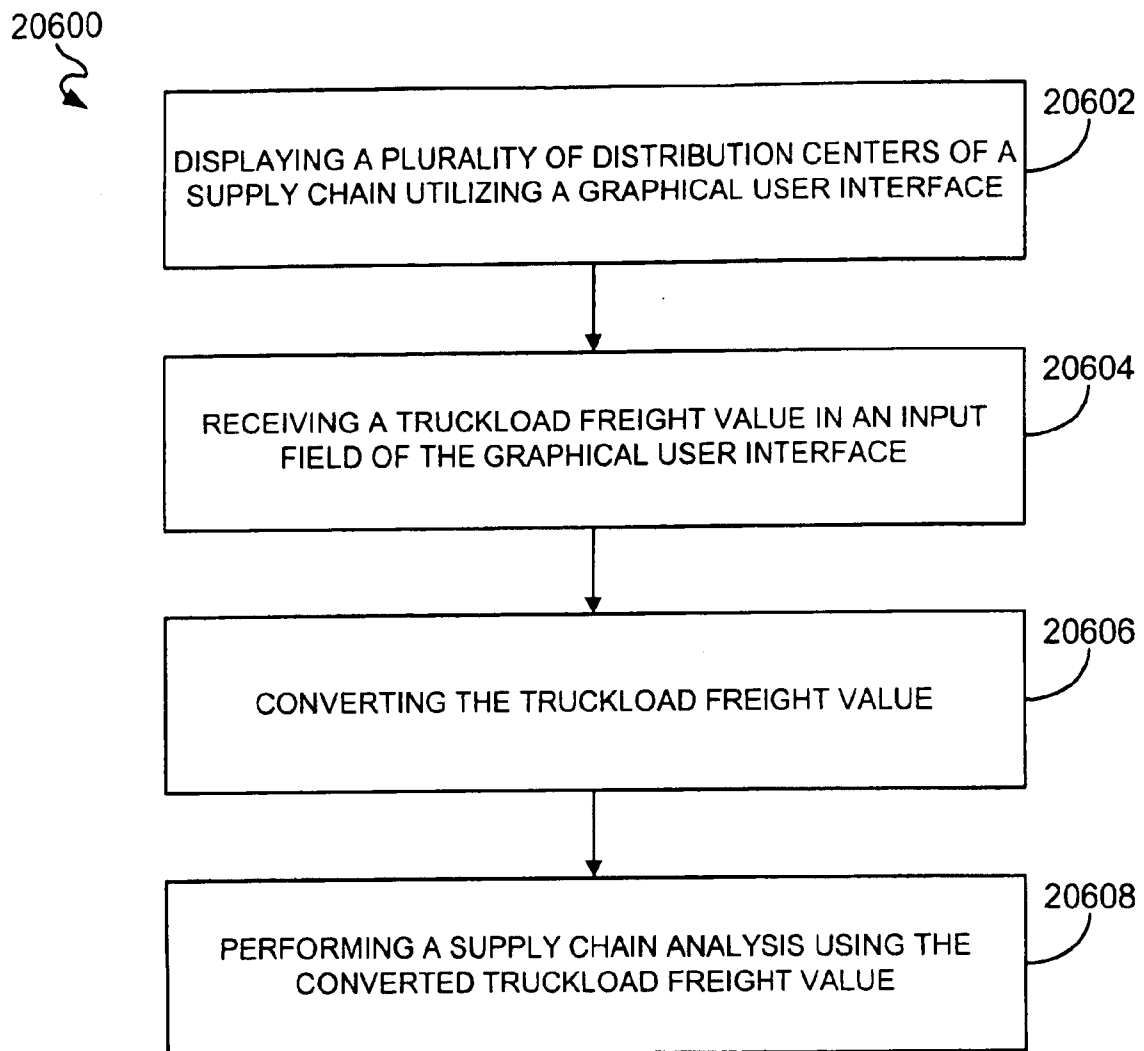 20600
20602
DISPLAYING A PLURALITY OF DISTRIBUTION CENTERS OF A
SUPPLY CHAIN UTILIZING A GRAPHICAL USER INTERFACE
20604
RECEIVING A TRUCKLOAD FREIGHT VALUE IN AN INPUT
FIELD OF THE GRAPHICAL USER INTERFACE
20606
CONVERTING THE TRUCKLOAD FREIGHT VALUE
20608
PERFORMING A SUPPLY CHAIN ANALYSIS USING THE
CONVERTED TRUCKLOAD FREIGHT VALUE